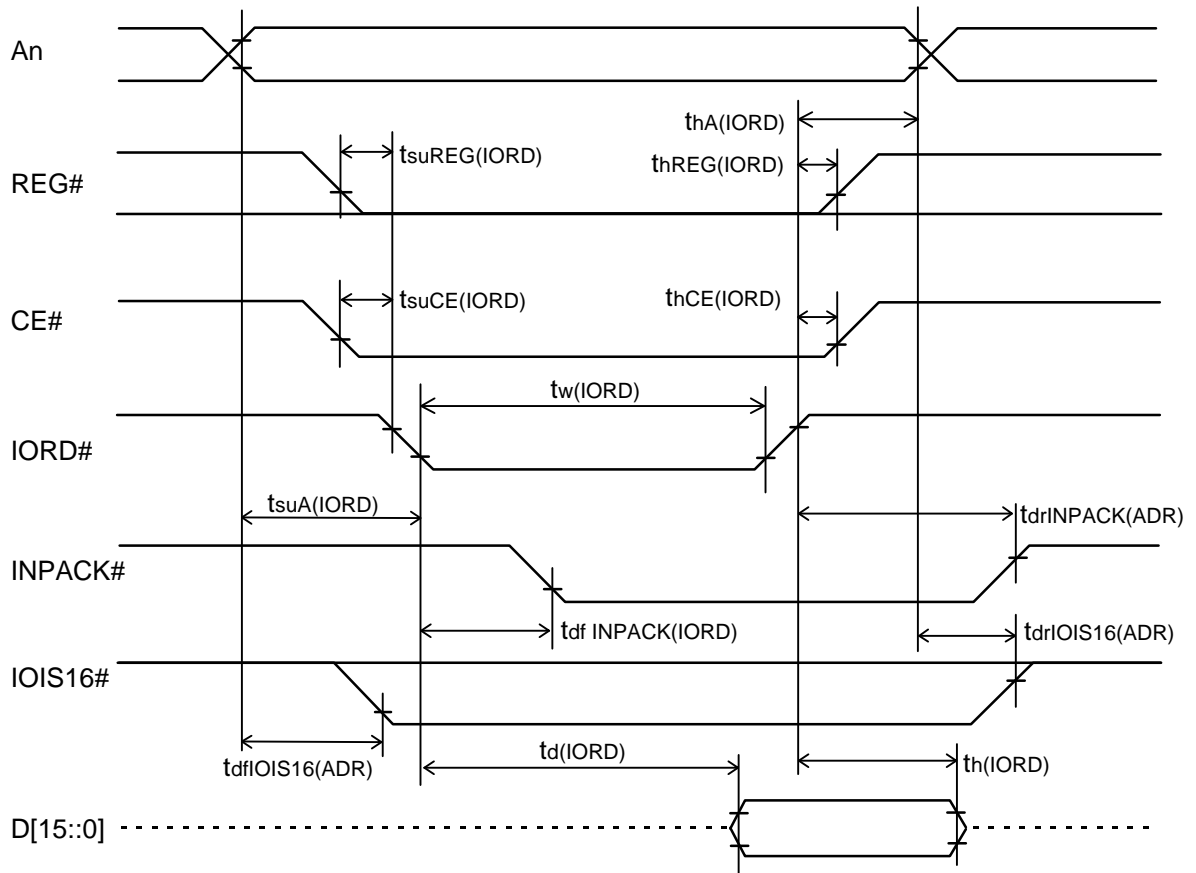 An
thA(IORD)
tsuREG(IORD)
thREG(IORD)
REG#
tsuCE(IORD)
thCE(IORD)
CE#
tw(IORD)
IORD#
tsuA(IORD)
tdrINPACK(ADR)
INPACK#
tdf INPACK(IORD)
tdrIOIS16(ADR)
IOIS16#
tdfIOIS16(ADR)
td(IORD)
th(IORD)
D[15::0]